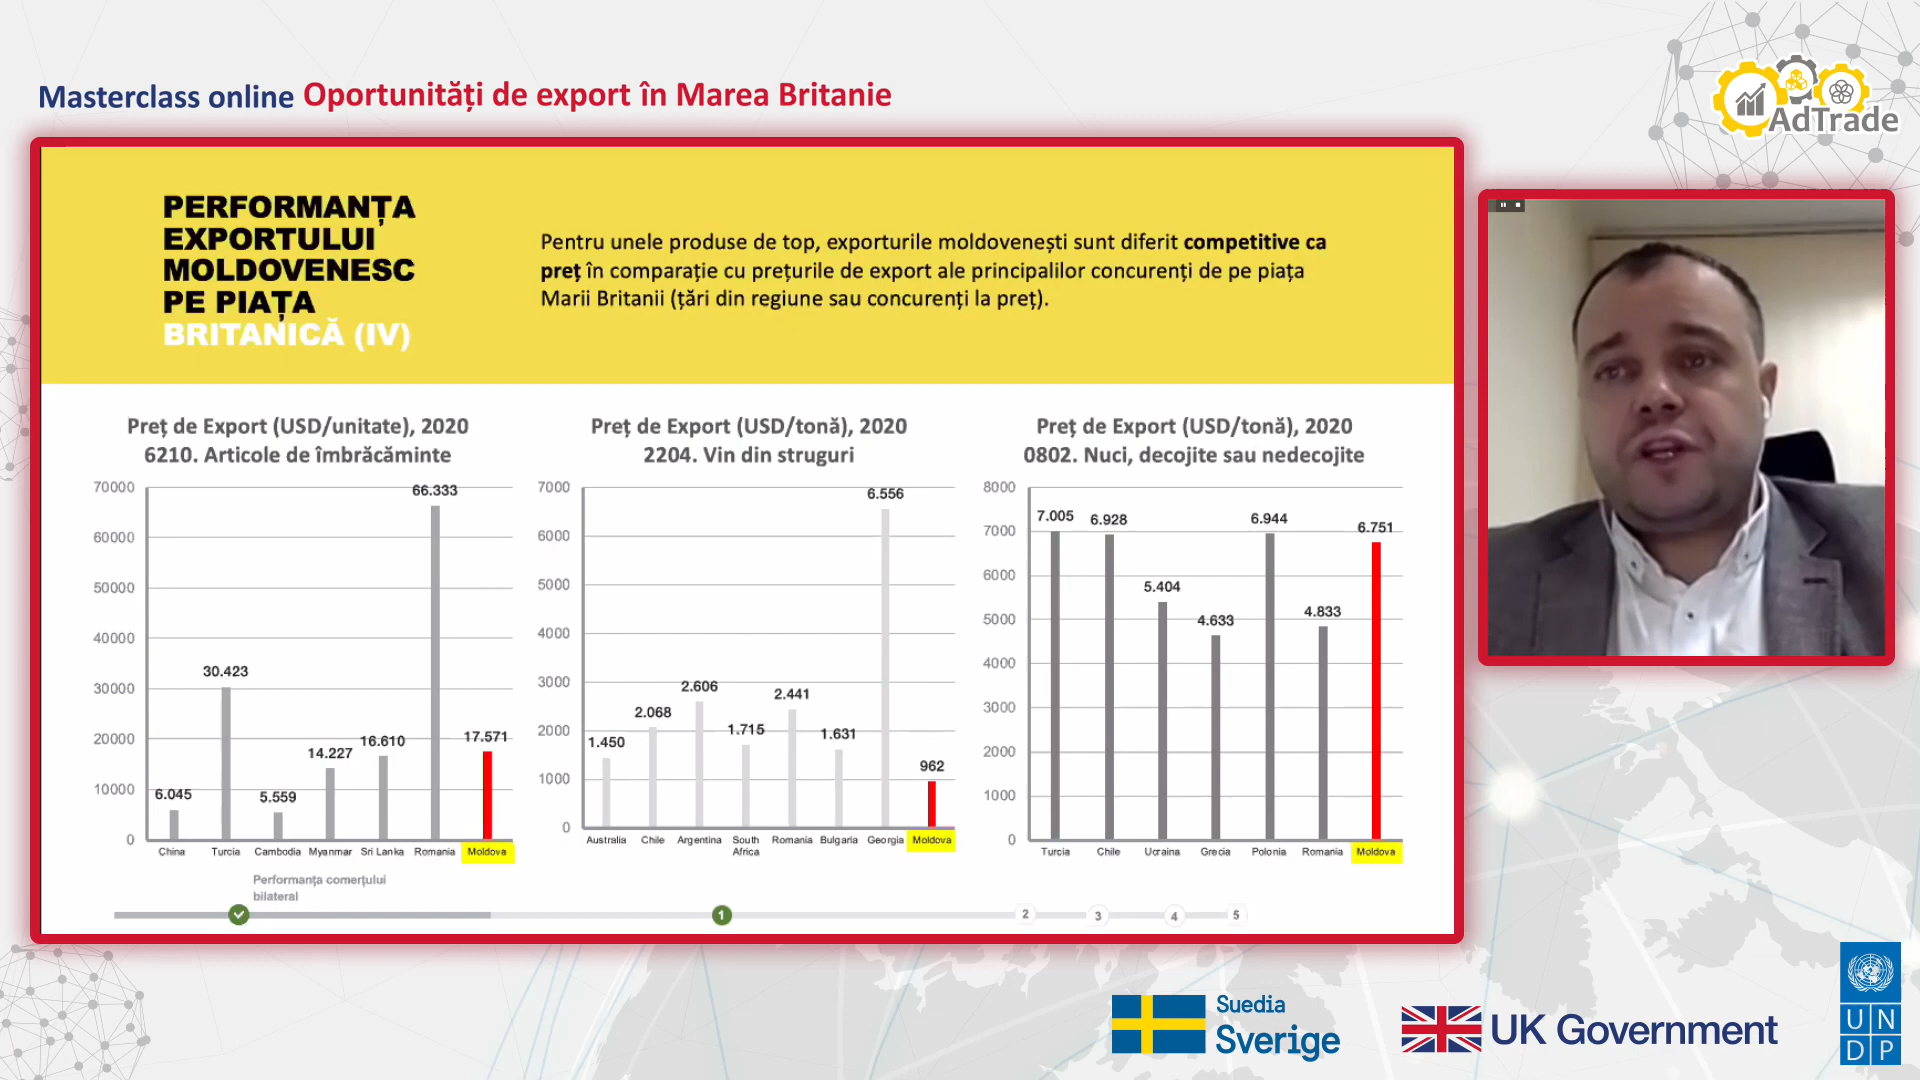 Masterclass online Oportunități de export în Marea Britanie
AdTrade
PERFORMANȚA
EXPORTULUI
MOLDOVENESC
PE PIAȚA
BRITANICĂ (IV)
Pentru unele produse de top, exporturile moldovenești sunt diferit competitive ca
preț în comparație cu prețurile de export ale principalilor concurenți de pe piața
Marii Britanii (țări din regiune sau concurenți la preț).
Preț de Export (USD/unitate), 2020
6210. Articole de îmbrăcăminte
70000
60000
50000
40000
30000
20000
10000
0
6.045
30.423
5.559
14.227
16.610
66.333
17.571
China
Turcia
Cambodia
Myanmar
Sri Lanka
Romania
Moldova
Preț de Export (USD/tonă), 2020
2204. Vin din struguri
7000
6000
5000
4000
3000
2000
1000
0
1.450
2.068
2.606
1.715
2.441
1.631
6.556
962
Australia
Chile
Argentina
South
Africa
Romania
Bulgaria
Georgia
Moldova
Preț de Export (USD/tonă), 2020
0802. Nuci, decojite sau nedecojite
8000
7000
6000
5000
4000
3000
2000
1000
0
7.005
6.928
5.404
4.633
6.944
4.833
6.751
Turcia
Chile
Ucraina
Grecia
Polonia
Romania
Moldova
Performanța comerțului
bilateral
1
2
3
4
5
Suedia
Sverige
UK Government
UN
DP